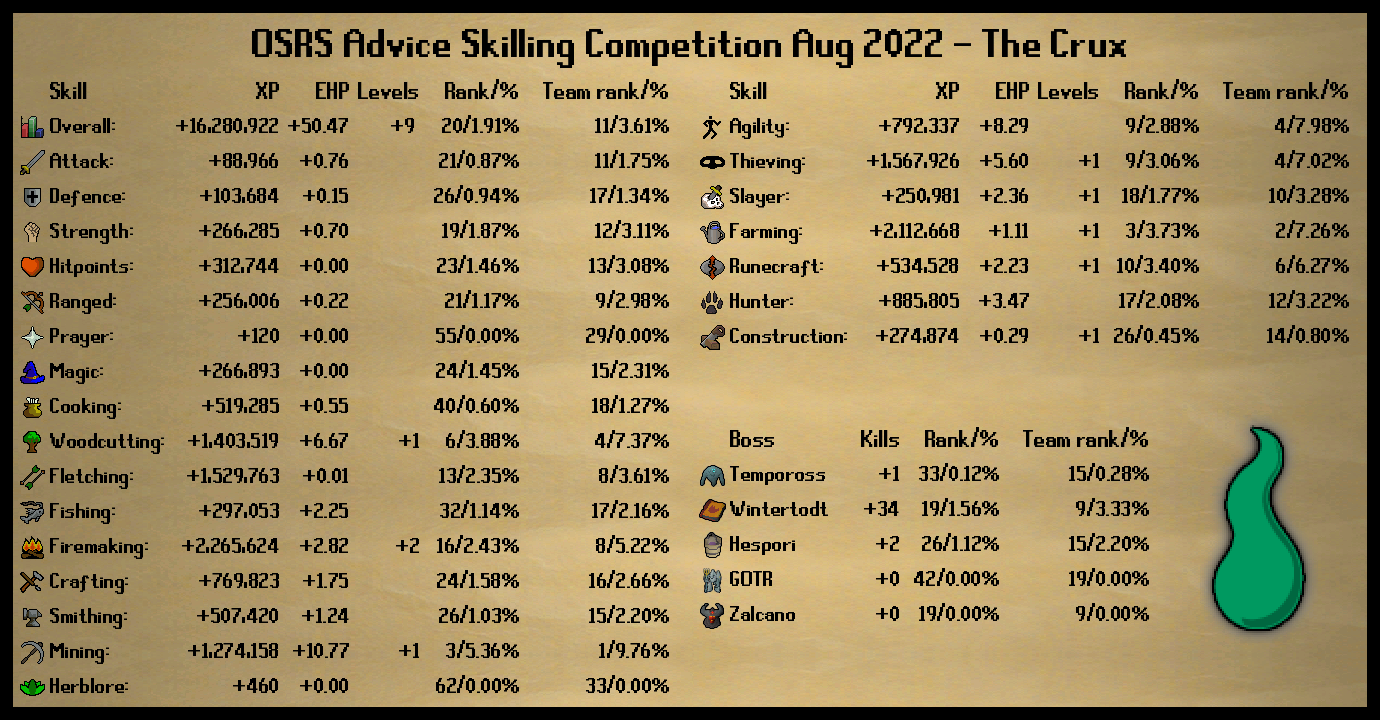 OSRS Advice Skilling Competition Aug 2022 - The Crux
Skill XP EHP Levels Rank/% Team rank/%
Overall: +16,280,922 +50.47 +9 20/1.91% 11/3.61%
Attack: +88,966 +0.76 21/0.87% 11/1.75%
Defence: +103,684 +0.15 26/0.94% 17/1.34%
Strength: +266,285 +0.70 19/1.87% 12/3.11%
Hitpoints: +312,744 +0.00 23/1.46% 13/3.08%
Ranged: +256,006 +0.22 21/1.17% 9/2.98%
Prayer: +120 +0.00 55/0.00% 29/0.00%
Magic: +266,893 +0.00 24/1.45% 15/2.31%
Cooking: +519,285 +0.55 40/0.60% 18/1.27%
Woodcutting: +1,403,519 +6.67 +1 6/3.88% 4/7.37%
Fletching: +1,529,763 +0.01 13/2.35% 8/3.61%
Fishing: +297,053 +2.25 32/1.14% 17/2.16%
Firemaking: +2,265,624 +2.82 +2 16/2.43% 8/5.22%
Crafting: +769,823 +1.75 24/1.58% 16/2.66%
Smithing: +507,420 +1.24 26/1.03% 15/2.20%
Mining: +1,274,158 +10.77 +1 3/5.36% 1/9.76%
Herblore: +460 +0.00 62/0.00% 33/0.00%
Skill XP EHP Levels Rank/% Team rank/%
Agility: +792,337 +8.29 9/2.88% 4/7.98%
Thieving: +1,567,926 +5.60 +1 9/3.06% 4/7.02%
Slayer: +250,981 +2.36 +1 18/1.77% 10/3.28%
Farming: +2,112,668 +1.11 +1 3/3.73% 2/7.26%
Runecraft: +534,528 +2.23 +1 10/3.40% 6/6.27%
Hunter: +885,805 +3.47 17/2.08% 12/3.22%
Construction: +274,874 +0.29 +1 26/0.45% 14/0.80%
Boss Kills Rank/% Team rank/%
Tempoross +1 33/0.12% 15/0.28%
Wintertodt +34 19/1.56% 9/3.33%
Hespori +2 26/1.12% 15/2.20%
GOTR +0 42/0.00% 19/0.00%
Zalcano +0 19/0.00% 9/0.00%